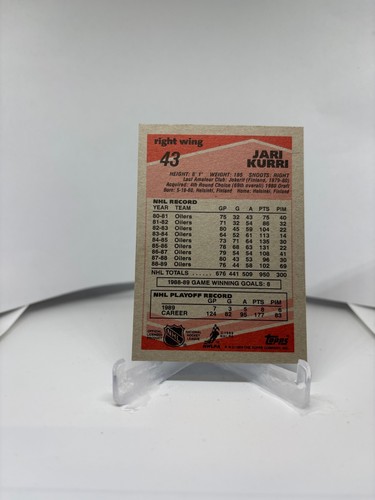 right wing
43
JARI
KURRI
HEIGHT: 6' 1" WEIGHT: 190 SHOOTS: RIGHT
Last Amateur Club: Jokerit (Finland, 1979-80)
Acquired: 4th Round Choice (69th overall) 1980 Draft
Born: 5-18-60, Helsinki, Finland Home: Helsinki, Finland
NHL RECORD
YEAR TEAM GP G A PTS PIM
80-81 Oilers 75 32 43 75 40
81-82 Oilers 71 32 54 86 32
82-83 Oilers 80 45 59 104 22
83-84 Oilers 64 52 61 113 14
84-85 Oilers 73 71 64 135 30
85-86 Oilers 78 68 63 131 22
86-87 Oilers 79 54 54 108 41
87-88 Oilers 80 43 53 96 30
88-89 Oilers 76 44 58 102 69
NHL TOTALS 676 441 509 950 300
1988-89 GAME WINNING GOALS: 8
NHL PLAYOFF RECORD
GP G A PTS PIM
1989 7 3
CAREER 124 82 95 177 83
NHL
TOPPS